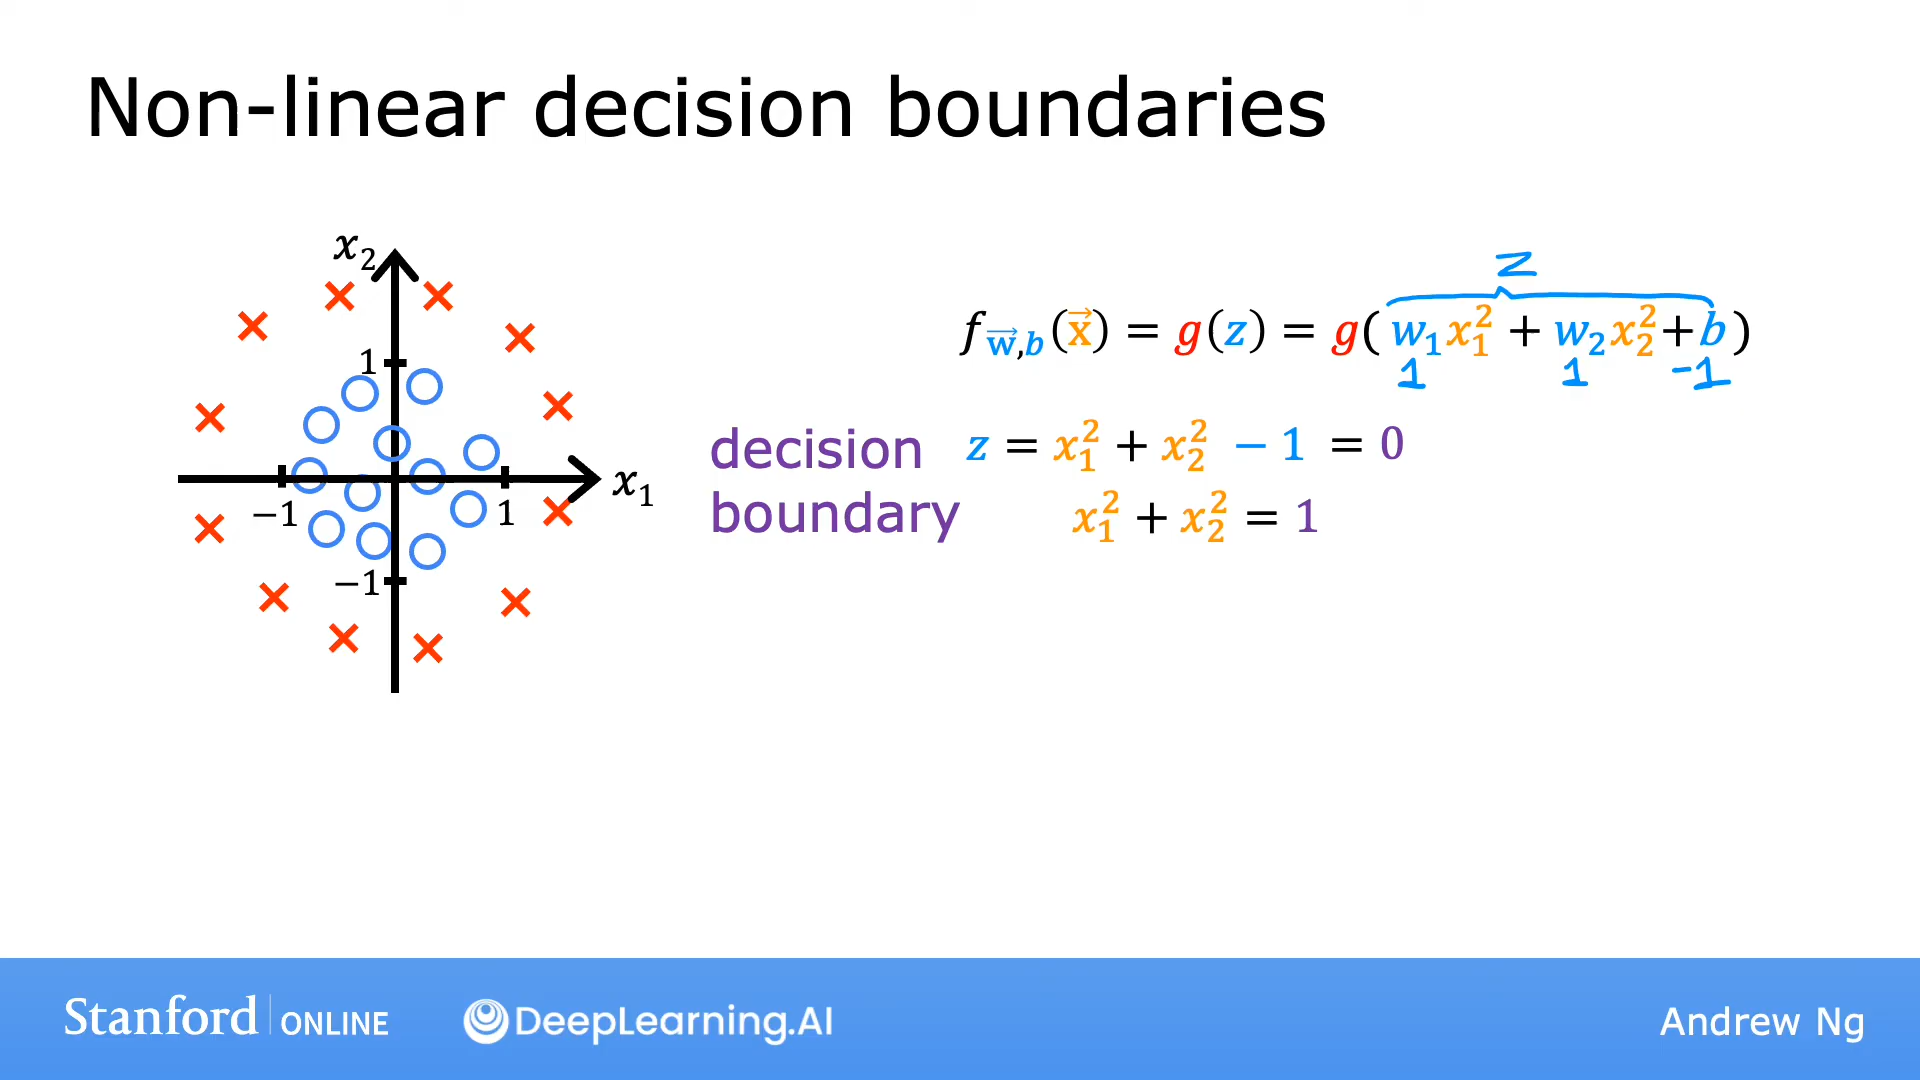 Non-linear decision boundaries
x₂
1
−1
1
x₁
−1
z
f w⃗,b (x⃗) = g(z) = g( w₁x₁² + w₂x₂² + b )
1 1 −1
decision boundary
z = x₁² + x₂² − 1 = 0
x₁² + x₂² = 1
Stanford | ONLINE
DeepLearning.AI
Andrew Ng